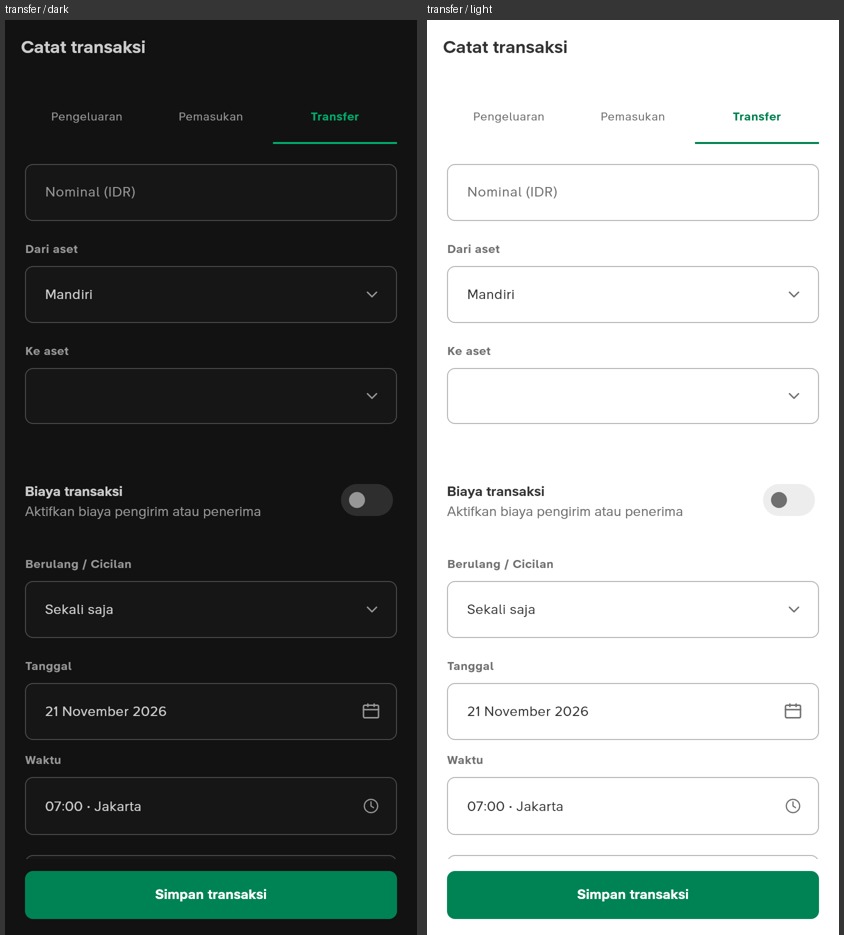 transfer / dark
Catat transaksi
Pengeluaran
Pemasukan
Transfer
Nominal (IDR)
Dari aset
Mandiri
Ke aset
Biaya transaksi
Aktifkan biaya pengirim atau penerima
Berulang / Cicilan
Sekali saja
Tanggal
21 November 2026
Waktu
07:00 · Jakarta
Simpan transaksi
transfer / light
Catat transaksi
Pengeluaran
Pemasukan
Transfer
Nominal (IDR)
Dari aset
Mandiri
Ke aset
Biaya transaksi
Aktifkan biaya pengirim atau penerima
Berulang / Cicilan
Sekali saja
Tanggal
21 November 2026
Waktu
07:00 · Jakarta
Simpan transaksi